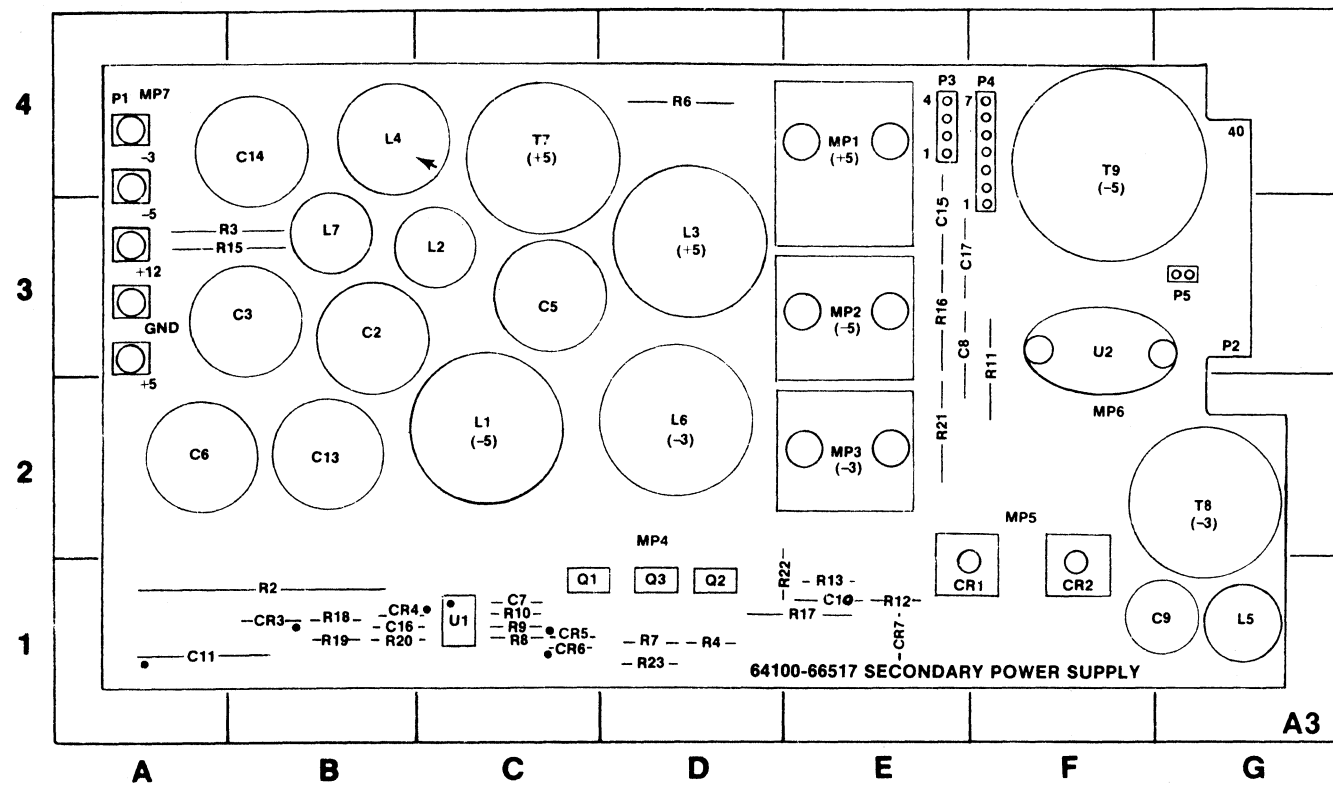 4
P1 MP7
-3
-5
+12
GND
+5
C14
L4
T7
(+5)
R6
MP1
(+5)
P3
4
1
P4
7
1
T9
(-5)
40
R3
R15
L7
L2
L3
(+5)
C15
C17
3
C3
C2
C5
MP2
(-5)
R16
C8
R11
U2
P5
P2
MP6
2
C6
C13
L1
(-5)
L6
(-3)
MP3
(-3)
R21
T8
(-3)
MP5
MP4
CR1
CR2
1
R2
Q1
Q3
Q2
R22
R13
C10
R12
R17
CR7
CR3
R18
R19
CR4
C16
R20
U1
C7
R10
R9
R8
CR5
CR6
R7
R4
R23
C9
L5
C11
64100-66517 SECONDARY POWER SUPPLY
A3
A B C D E F G